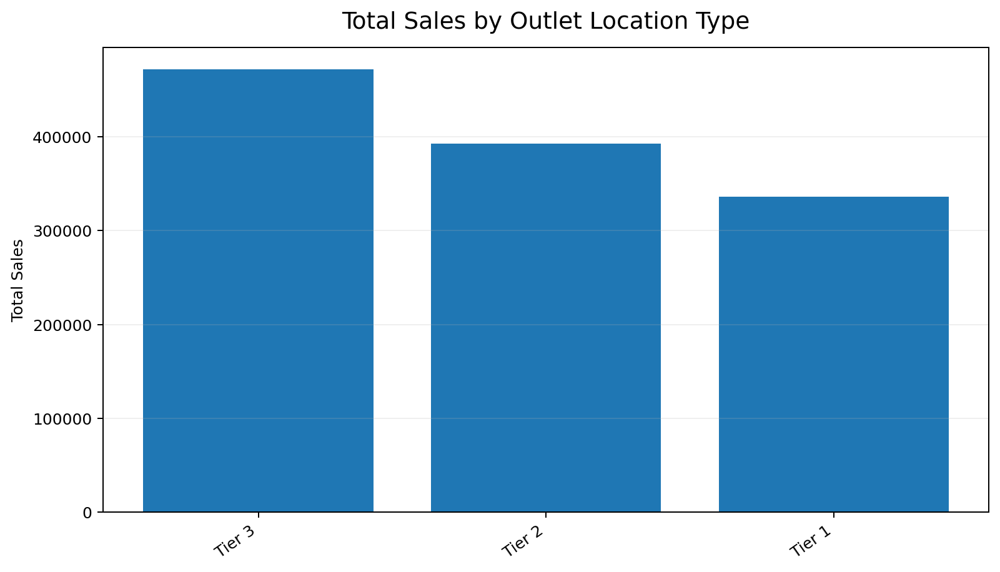 Total Sales by Outlet Location Type
Total Sales
400000
300000
200000
100000
0
Tier 3
Tier 2
Tier 1